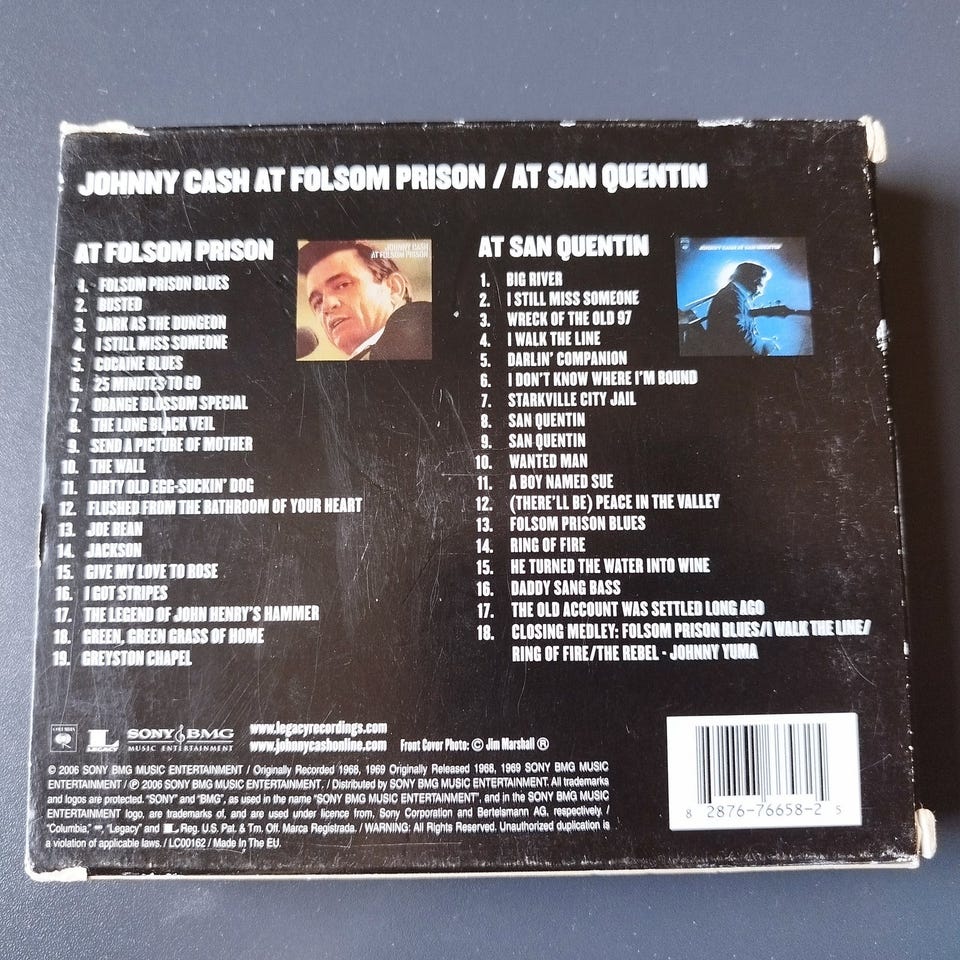 JOHNNY CASH AT FOLSOM PRISON / AT SAN QUENTIN
AT FOLSOM PRISON
1. FOLSOM PRISON BLUES
2. BUSTED
3. DARK AS THE DUNGEON
4. I STILL MISS SOMEONE
5. COCAINE BLUES
6. 25 MINUTES TO GO
7. ORANGE BLOSSOM SPECIAL
8. THE LONG BLACK VEIL
9. SEND A PICTURE OF MOTHER
10. THE WALL
11. DIRTY OLD EGG-SUCKIN' DOG
12. FLUSHED FROM THE BATHROOM OF YOUR HEART
13. JOE BEAN
14. JACKSON
15. GIVE MY LOVE TO ROSE
16. I GOT STRIPES
17. THE LEGEND OF JOHN HENRY'S HAMMER
18. GREEN, GREEN GRASS OF HOME
19. GREYSTON CHAPEL
JOHNNY CASH
AT FOLSOM PRISON
AT SAN QUENTIN
1. BIG RIVER
2. I STILL MISS SOMEONE
3. WRECK OF THE OLD 97
4. I WALK THE LINE
5. DARLIN' COMPANION
6. I DON'T KNOW WHERE I'M BOUND
7. STARKVILLE CITY JAIL
8. SAN QUENTIN
9. SAN QUENTIN
10. WANTED MAN
11. A BOY NAMED SUE
12. (THERE'LL BE) PEACE IN THE VALLEY
13. FOLSOM PRISON BLUES
14. RING OF FIRE
15. HE TURNED THE WATER INTO WINE
16. DADDY SANG BASS
17. THE OLD ACCOUNT WAS SETTLED LONG AGO
18. CLOSING MEDLEY: FOLSOM PRISON BLUES/I WALK THE LINE/
RING OF FIRE/THE REBEL - JOHNNY YUMA
JOHNNY CASH AT SAN QUENTIN
COLUMBIA
LEGACY
SONY BMG
MUSIC ENTERTAINMENT
www.legacyrecordings.com
www.johnnycashonline.com
Front Cover Photo: © Jim Marshall ®
© 2006 SONY BMG MUSIC ENTERTAINMENT / Originally Recorded 1968, 1969 Originally Released 1968, 1969 SONY BMG MUSIC
ENTERTAINMENT / ℗ 2006 SONY BMG MUSIC ENTERTAINMENT. / Distributed by SONY BMG MUSIC ENTERTAINMENT. All trademarks
and logos are protected. "SONY" and "BMG", as used in the name "SONY BMG MUSIC ENTERTAINMENT", and in the SONY BMG MUSIC
ENTERTAINMENT logo, are trademarks of, and are used under licence from, Sony Corporation and Bertelsmann AG, respectively. /
"Columbia," "Legacy" and Reg. U.S. Pat. & Tm. Off. Marca Registrada. / WARNING: All Rights Reserved. Unauthorized duplication is
a violation of applicable laws. / LC00162 / Made In The EU.
8 2876-76658-2 5